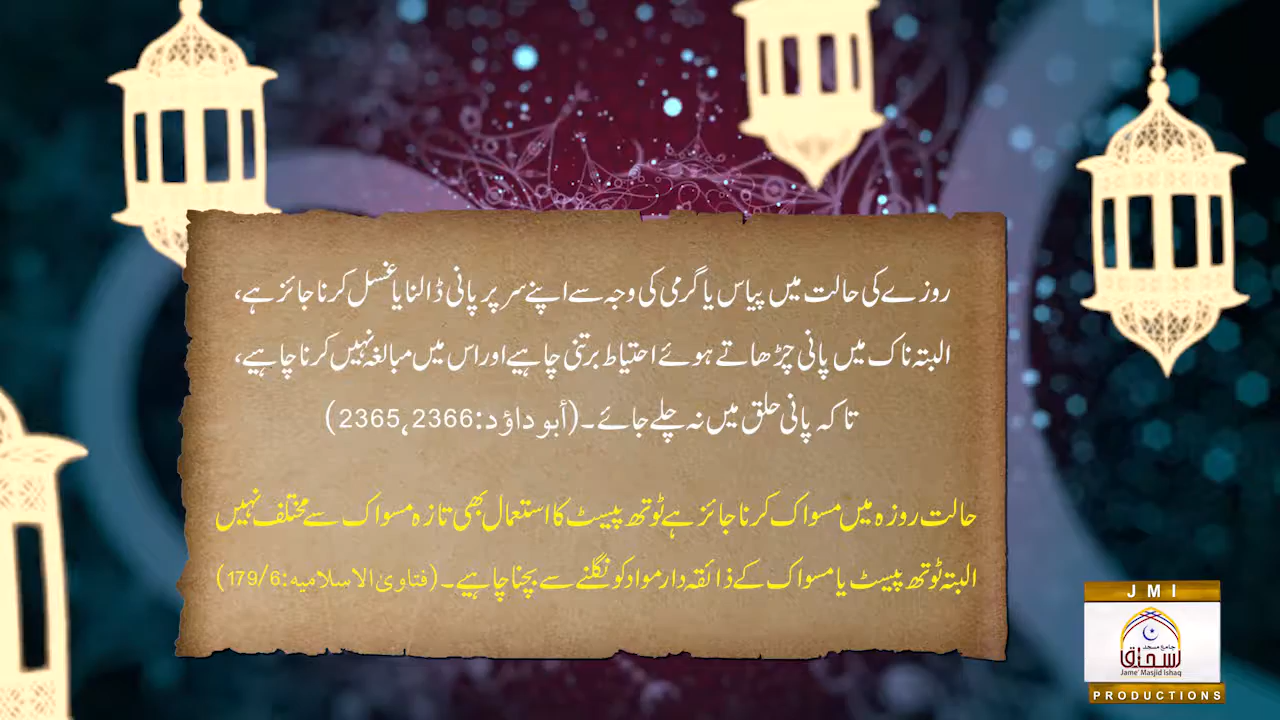 روزے کی حالت میں پیاس یا گرمی کی وجہ سے اپنے سر پر پانی ڈالنا یا غسل کرنا جائز ہے،
البتہ ناک میں پانی چڑھاتے ہوئے احتیاط برتنی چاہیے اور اس میں مبالغہ نہیں کرنا چاہیے،
تاکہ پانی حلق میں نہ چلے جائے۔ (أبو داؤد:2366،2365)
حالت روزہ میں مسواک کرنا جائز ہے ٹوتھ پیسٹ کا استعمال بھی تازہ مسواک سے مختلف نہیں
البتہ ٹوتھ پیسٹ یا مسواک کے ذائقہ دار مواد کو نگلنے سے بچنا چاہیے۔ (فتاویٰ الاسلامیه:179/6)
J M I
جامع مسجد
اسحاق
Jame' Masjid Ishaq
PRODUCTIONS